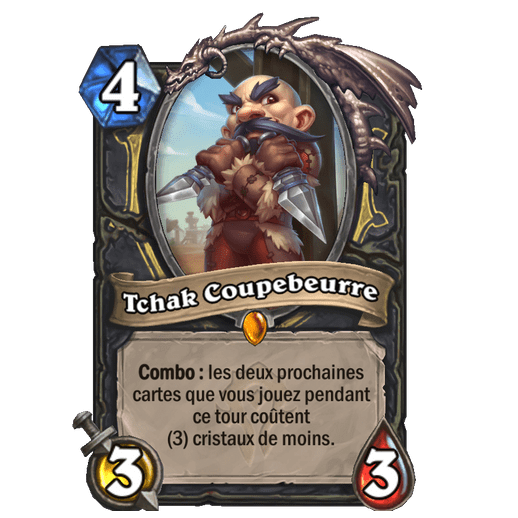 4
Tchak Coupebeurre
Combo : les deux prochaines
cartes que vous jouez pendant
ce tour coûtent
(3) cristaux de moins.
3
3